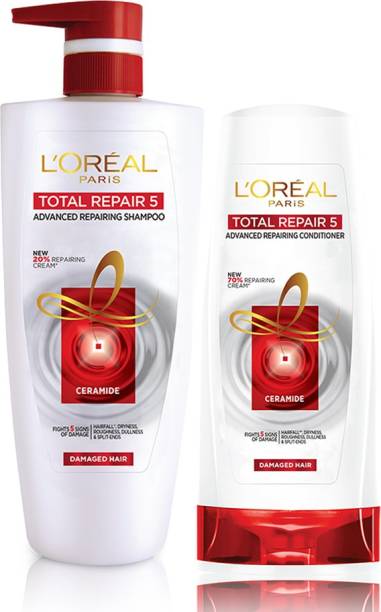 L'ORÉAL
PARIS
TOTAL REPAIR 5
ADVANCED REPAIRING SHAMPOO
NEW
20% REPAIRING
CREAM*
CERAMIDE
FIGHTS 5 SIGNS
OF DAMAGE
HAIRFALL**, DRYNESS,
ROUGHNESS, DULLNESS
& SPLIT-ENDS
DAMAGED HAIR
L'ORÉAL
PARIS
TOTAL REPAIR 5
ADVANCED REPAIRING CONDITIONER
NEW
70% REPAIRING
CREAM*
CERAMIDE
FIGHTS 5 SIGNS
OF DAMAGE
HAIRFALL**, DRYNESS,
ROUGHNESS, DULLNESS
& SPLIT-ENDS
DAMAGED HAIR